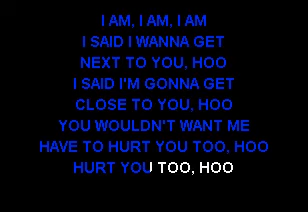 I AM, I AM, I AM
I SAID I WANNA GET
NEXT TO YOU, HOO
I SAID I'M GONNA GET
CLOSE TO YOU, HOO
YOU WOULDN'T WANT ME
HAVE TO HURT YOU TOO, HOO
HURT YOU TOO, HOO